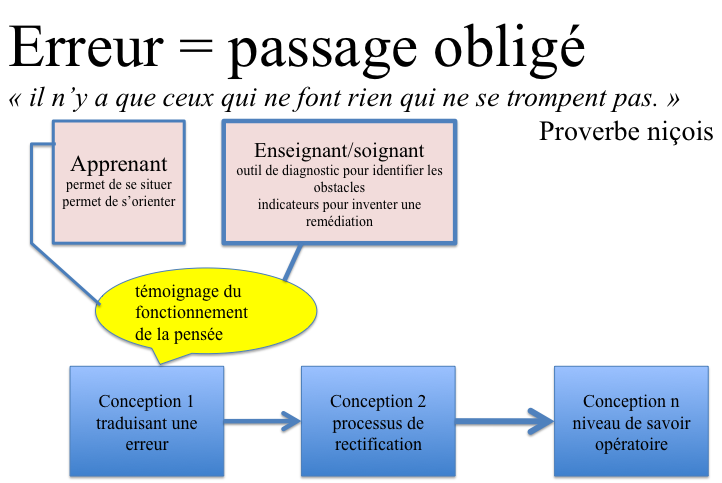 Erreur = passage obligé
« il n’y a que ceux qui ne font rien qui ne se trompent pas. »
Proverbe niçois
Apprenant
permet de se situer
permet de s’orienter
Enseignant/soignant
outil de diagnostic pour identifier les
obstacles
indicateurs pour inventer une
remédiation
témoignage du
fonctionnement
de la pensée
Conception 1
traduisant une
erreur
Conception 2
processus de
rectification
Conception n
niveau de savoir
opératoire